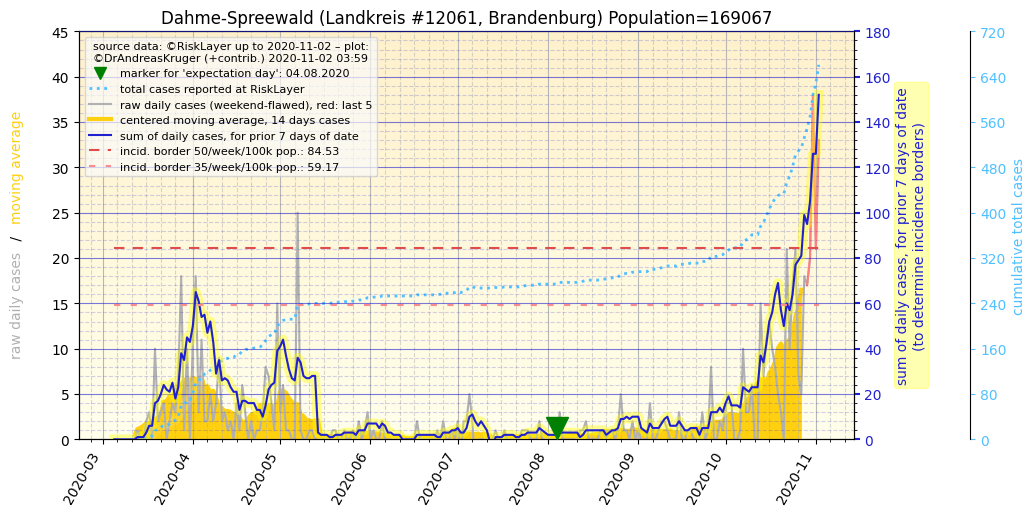 Dahme-Spreewald (Landkreis #12061, Brandenburg) Population=169067
source data: ©RiskLayer up to 2020-11-02 – plot:
©DrAndreasKruger (+contrib.) 2020-11-02 03:59
marker for 'expectation day': 04.08.2020
total cases reported at RiskLayer
raw daily cases (weekend-flawed), red: last 5
centered moving average, 14 days cases
sum of daily cases, for prior 7 days of date
incid. border 50/week/100k pop.: 84.53
incid. border 35/week/100k pop.: 59.17
raw daily cases / moving average
45
40
35
30
25
20
15
10
5
0
2020-03
2020-04
2020-05
2020-06
2020-07
2020-08
2020-09
2020-10
2020-11
180
160
140
120
100
80
60
40
20
0
sum of daily cases, for prior 7 days of date
(to determine incidence borders)
720
640
560
480
400
320
240
160
80
0
cumulative total cases